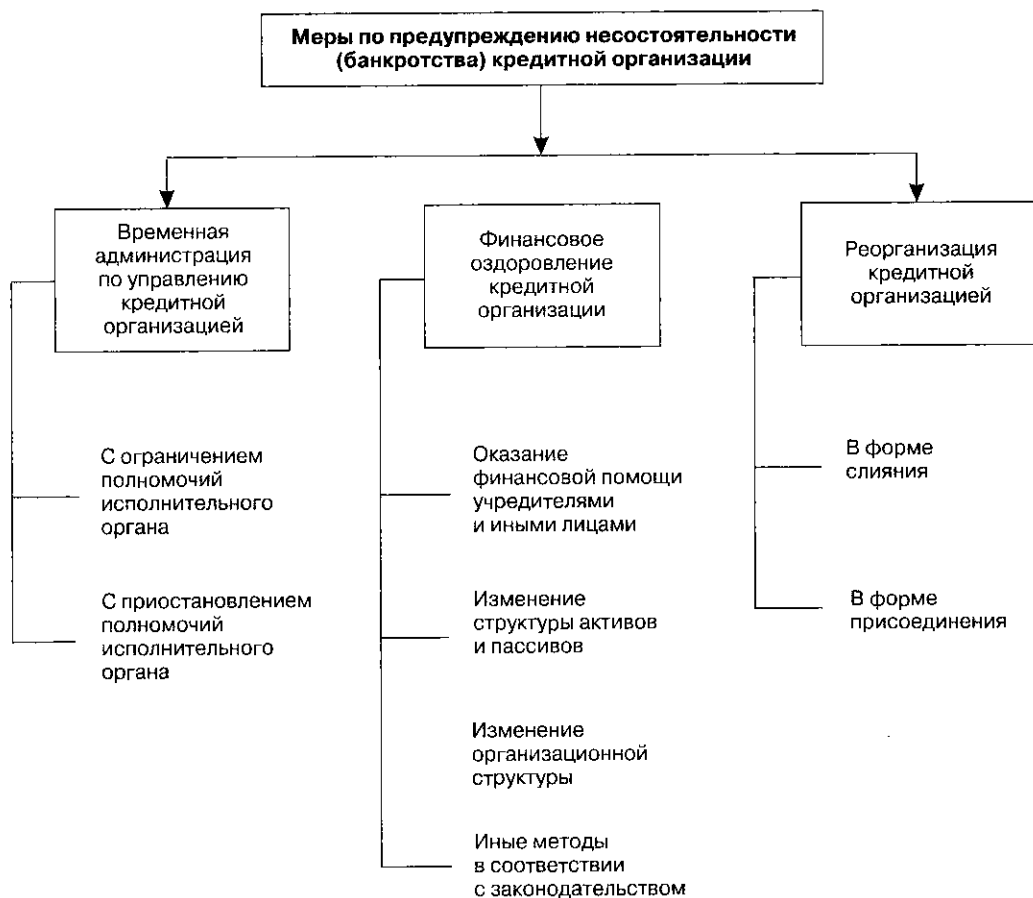 Меры по предупреждению несостоятельности
(банкротства) кредитной организации
Временная
администрация
по управлению
кредитной
организацией
Финансовое
оздоровление
кредитной
организации
Реорганизация
кредитной
организацией
С ограничением
полномочий
исполнительного
органа
С приостановлением
полномочий
исполнительного
органа
Оказание
финансовой помощи
учредителями
и иными лицами
Изменение
структуры активов
и пассивов
Изменение
организационной
структуры
Иные методы
в соответствии
с законодательством
В форме
слияния
В форме
присоединения